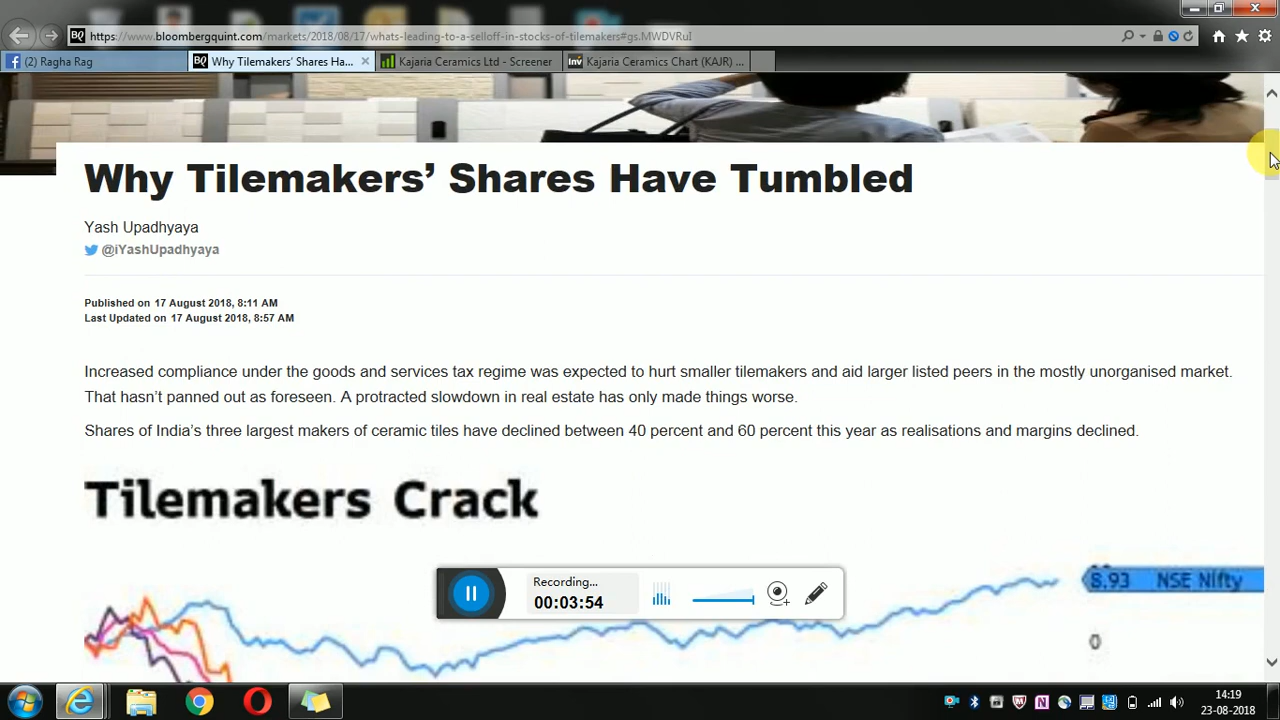 https://www.bloombergquint.com/markets/2018/08/17/whats-leading-to-a-selloff-in-stocks-of-tilemakers#gs.MWDVRuI
(2) Ragha Rag
BQ Why Tilemakers' Shares Ha...
Kajaria Ceramics Ltd - Screener
Inv Kajaria Ceramics Chart (KAJR) ...
Why Tilemakers’ Shares Have Tumbled
Yash Upadhyaya
@iYashUpadhyaya
Published on 17 August 2018, 8:11 AM
Last Updated on 17 August 2018, 8:57 AM
Increased compliance under the goods and services tax regime was expected to hurt smaller tilemakers and aid larger listed peers in the mostly unorganised market.
That hasn’t panned out as foreseen. A protracted slowdown in real estate has only made things worse.
Shares of India’s three largest makers of ceramic tiles have declined between 40 percent and 60 percent this year as realisations and margins declined.
Tilemakers Crack
8.93 NSE Nifty
0
Recording...
00:03:54
14:19
23-08-2018